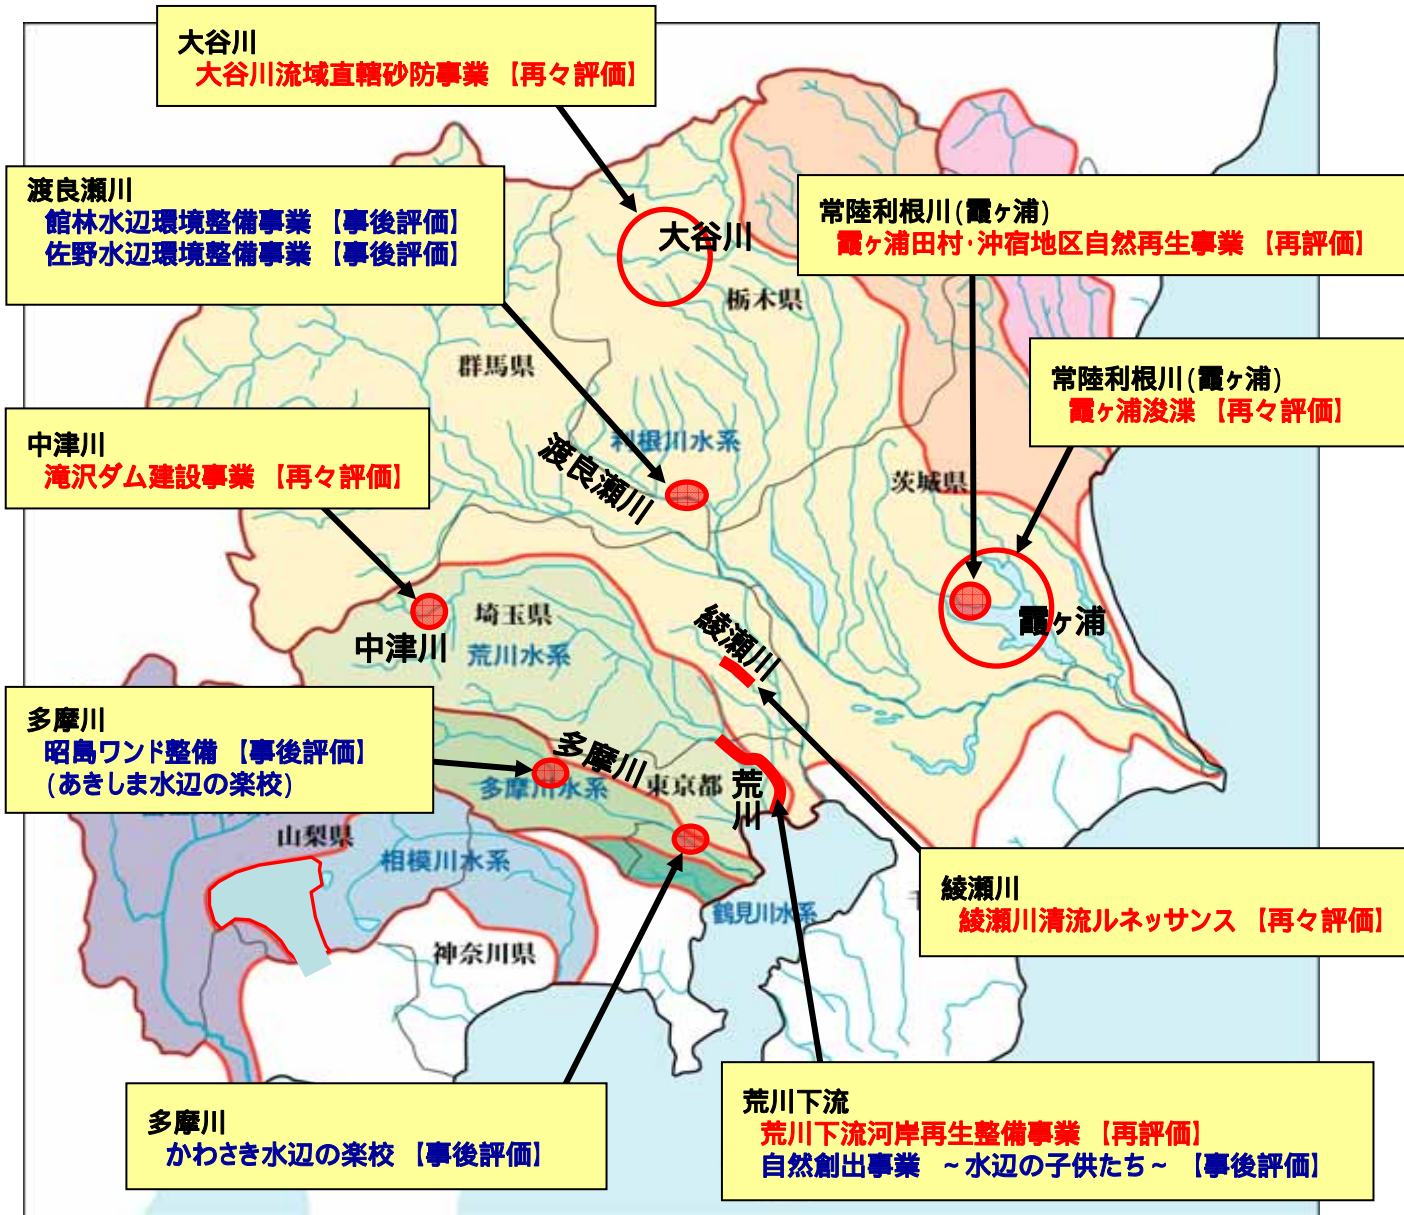 大谷川
大谷川流域直轄砂防事業 【再々評価】
渡良瀬川
館林水辺環境整備事業 【事後評価】
佐野水辺環境整備事業 【事後評価】
常陸利根川(霞ヶ浦)
霞ヶ浦田村･沖宿地区自然再生事業 【再評価】
大谷川
栃木県
群馬県
常陸利根川(霞ヶ浦)
霞ヶ浦浚渫 【再々評価】
中津川
滝沢ダム建設事業 【再々評価】
利根川水系
渡良瀬川
茨城県
埼玉県
中津川
荒川水系
綾瀬川
霞ヶ浦
多摩川
昭島ワンド整備 【事後評価】
(あきしま水辺の楽校)
多摩川
東京都
荒川
多摩川水系
山梨県
相模川水系
鶴見川水系
神奈川県
綾瀬川
綾瀬川清流ルネッサンス 【再々評価】
多摩川
かわさき水辺の楽校 【事後評価】
荒川下流
荒川下流河岸再生整備事業 【再評価】
自然創出事業 ~水辺の子供たち~ 【事後評価】